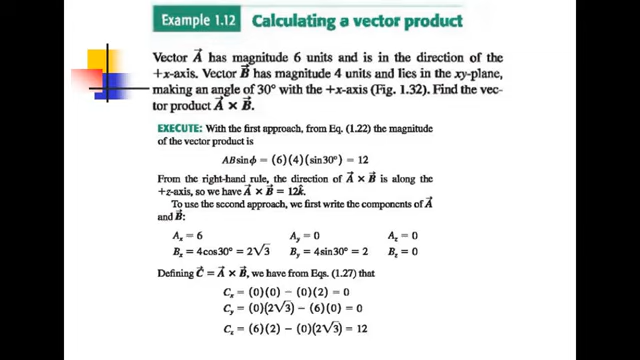 Example 1.12 Calculating a vector product
Vector A⃗ has magnitude 6 units and is in the direction of the
+x-axis. Vector B⃗ has magnitude 4 units and lies in the xy-plane,
making an angle of 30° with the +x-axis (Fig. 1.32). Find the vec-
tor product A⃗ × B⃗.
EXECUTE: With the first approach, from Eq. (1.22) the magnitude
of the vector product is
AB sin ϕ = (6)(4)(sin 30°) = 12
From the right-hand rule, the direction of A⃗ × B⃗ is along the
+z-axis, so we have A⃗ × B⃗ = 12k̂.
To use the second approach, we first write the components of A⃗
and B⃗:
Aₓ = 6 A_y = 0 A_z = 0
Bₓ = 4 cos 30° = 2√3 B_y = 4 sin 30° = 2 B_z = 0
Defining C⃗ = A⃗ × B⃗, we have from Eqs. (1.27) that
Cₓ = (0)(0) − (0)(2) = 0
C_y = (0)(2√3) − (6)(0) = 0
C_z = (6)(2) − (0)(2√3) = 12